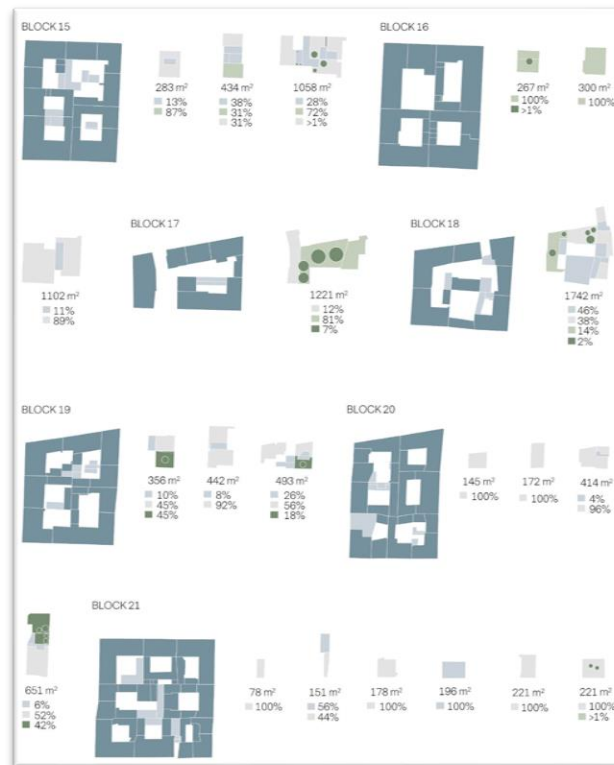 BLOCK 15
BLOCK 16
283 m² 434 m² 1058 m² 267 m² 300 m²
13% 38% 28% 100% 100%
87% 31% 72% >1%
31% >1%
BLOCK 17
BLOCK 18
1102 m² 1221 m² 1742 m²
11% 12% 46%
89% 81% 38%
7% 14%
2%
BLOCK 19
BLOCK 20
356 m² 442 m² 493 m² 145 m² 172 m² 414 m²
10% 8% 26% 100% 100% 4%
45% 92% 56% 96%
45% 18%
BLOCK 21
651 m² 78 m² 151 m² 178 m² 196 m² 221 m² 221 m²
6% 100% 56% 100% 100% 100% 100%
52% 44% >1%
42%